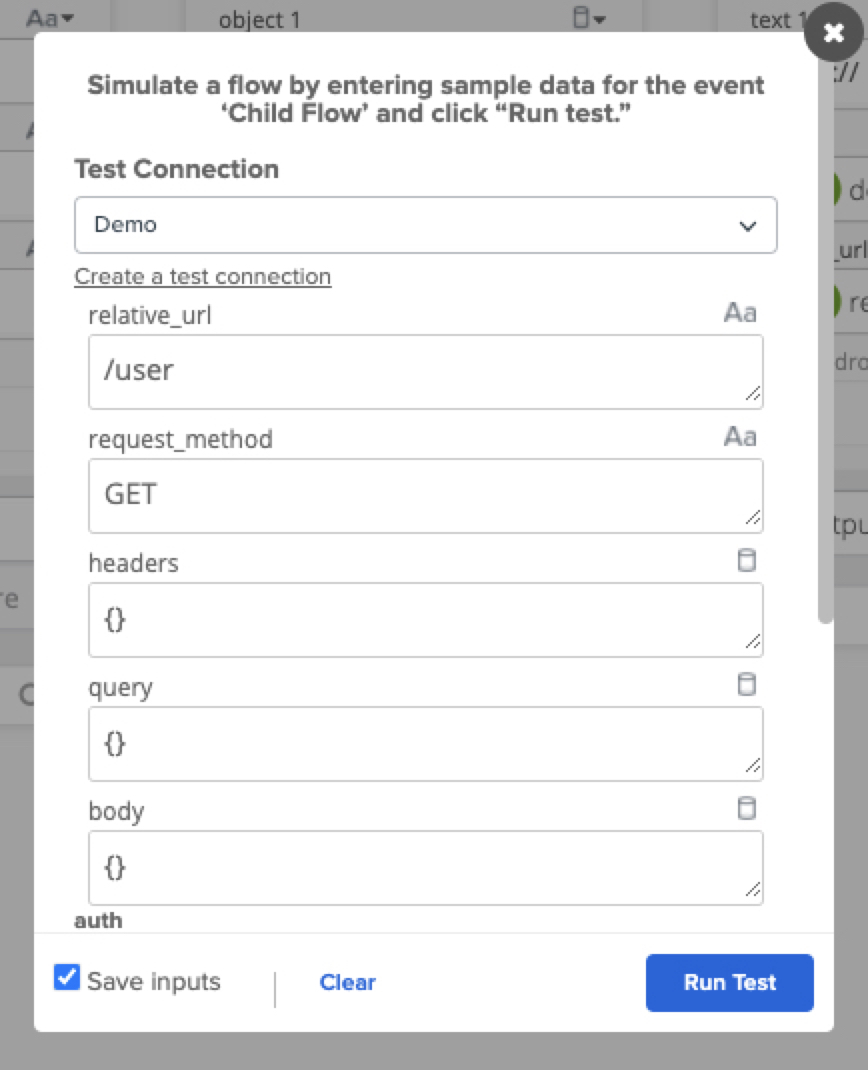 Aa
object 1
text 1
://
Simulate a flow by entering sample data for the event
‘Child Flow’ and click “Run test.”
Test Connection
Demo
Create a test connection
_url
relative_url Aa
/user
request_method Aa
GET
headers
{}
query
{}
body
{}
auth
Save inputs
Clear
Run Test